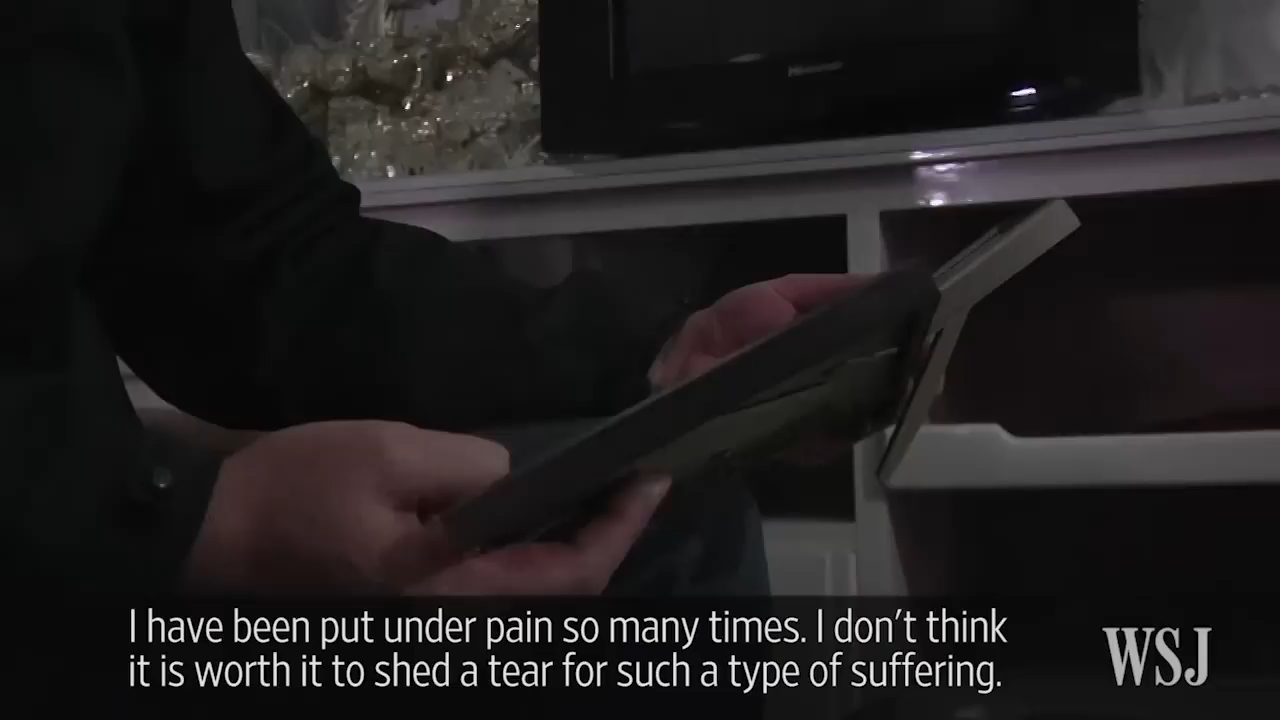 I have been put under pain so many times. I don't think
it is worth it to shed a tear for such a type of suffering.
WSJ